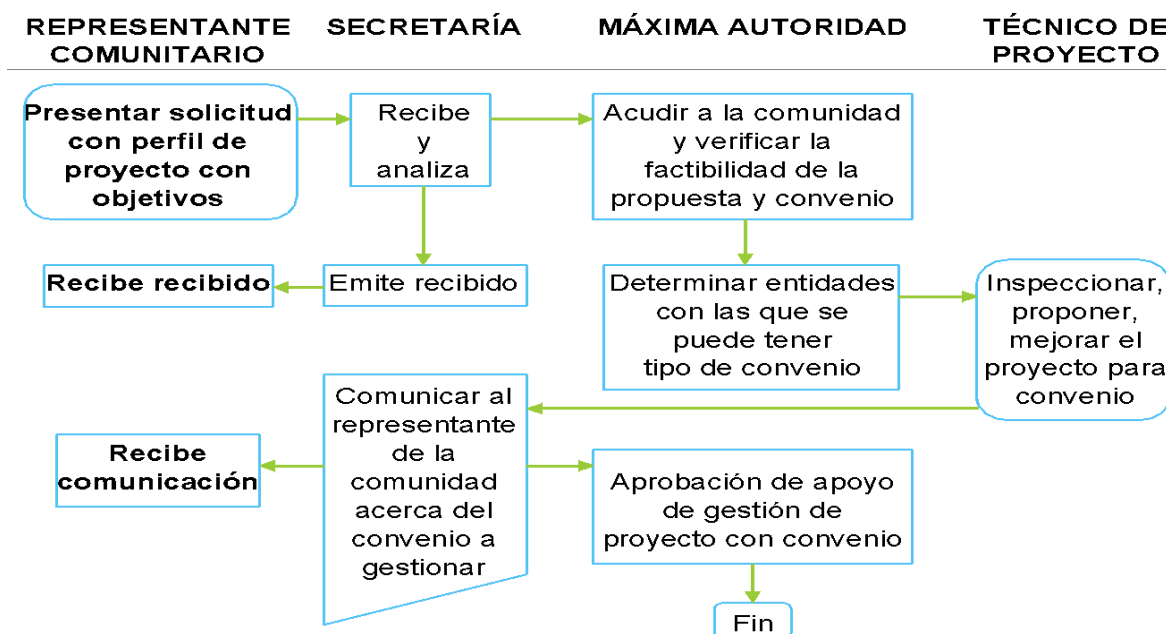 REPRESENTANTE
COMUNITARIO
SECRETARÍA
MÁXIMA AUTORIDAD
TÉCNICO DE
PROYECTO
Presentar solicitud
con perfil de
proyecto con
objetivos
Recibe
y
analiza
Acudir a la comunidad
y verificar la
factibilidad de la
propuesta y convenio
Recibe recibido
Emite recibido
Determinar entidades
con las que se
puede tener
tipo de convenio
Inspeccionar,
proponer,
mejorar el
proyecto para
convenio
Comunicar al
representante
de la
comunidad
acerca del
convenio a
gestionar
Recibe
comunicación
Aprobación de apoyo
de gestión de
proyecto con convenio
Fin